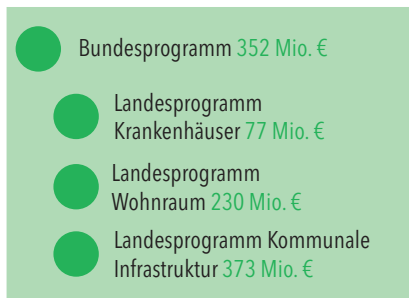 Bundesprogramm 352 Mio. €
Landesprogramm
Krankenhäuser 77 Mio. €
Landesprogramm
Wohnraum 230 Mio. €
Landesprogramm Kommunale
Infrastruktur 373 Mio. €